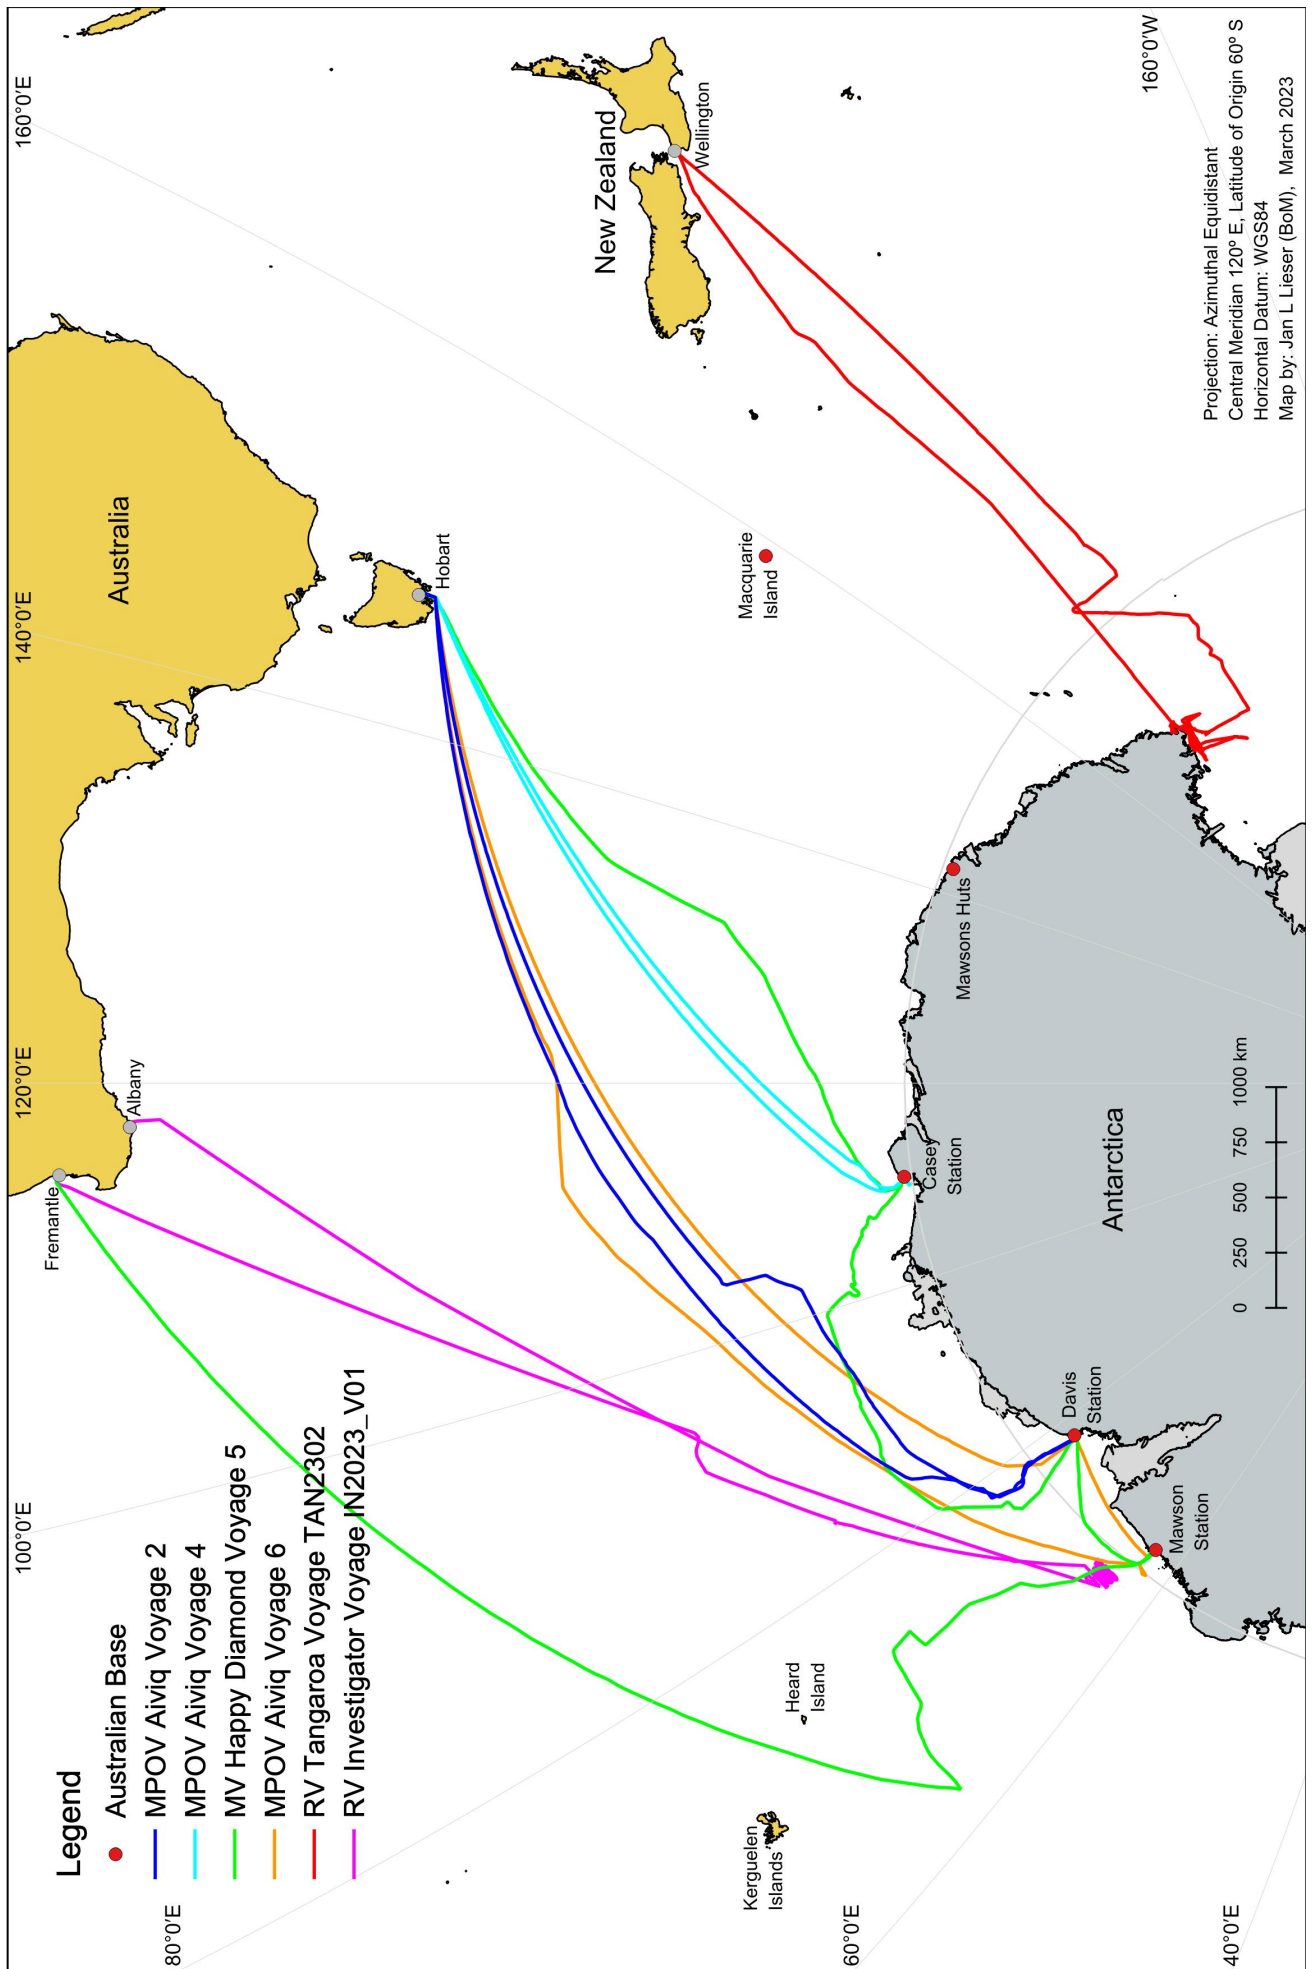 Legend
Australian Base
MPOV Aiviq Voyage 2
MPOV Aiviq Voyage 4
MV Happy Diamond Voyage 5
MPOV Aiviq Voyage 6
RV Tangaroa Voyage TAN2302
RV Investigator Voyage IN2023_V01
80°0'E
100°0'E
120°0'E
140°0'E
160°0'E
Fremantle
Albany
Australia
Hobart
New Zealand
Wellington
Macquarie
Island
Kerguelen
Islands
Heard
Island
Mawson
Station
Davis
Station
Casey
Station
Mawsons Huts
Antarctica
60°0'E
40°0'E
160°0'W
0
250
500
750
1000 km
Projection: Azimuthal Equidistant
Central Meridian 120° E, Latitude of Origin 60° S
Horizontal Datum: WGS84
Map by: Jan L Lieser (BoM), March 2023